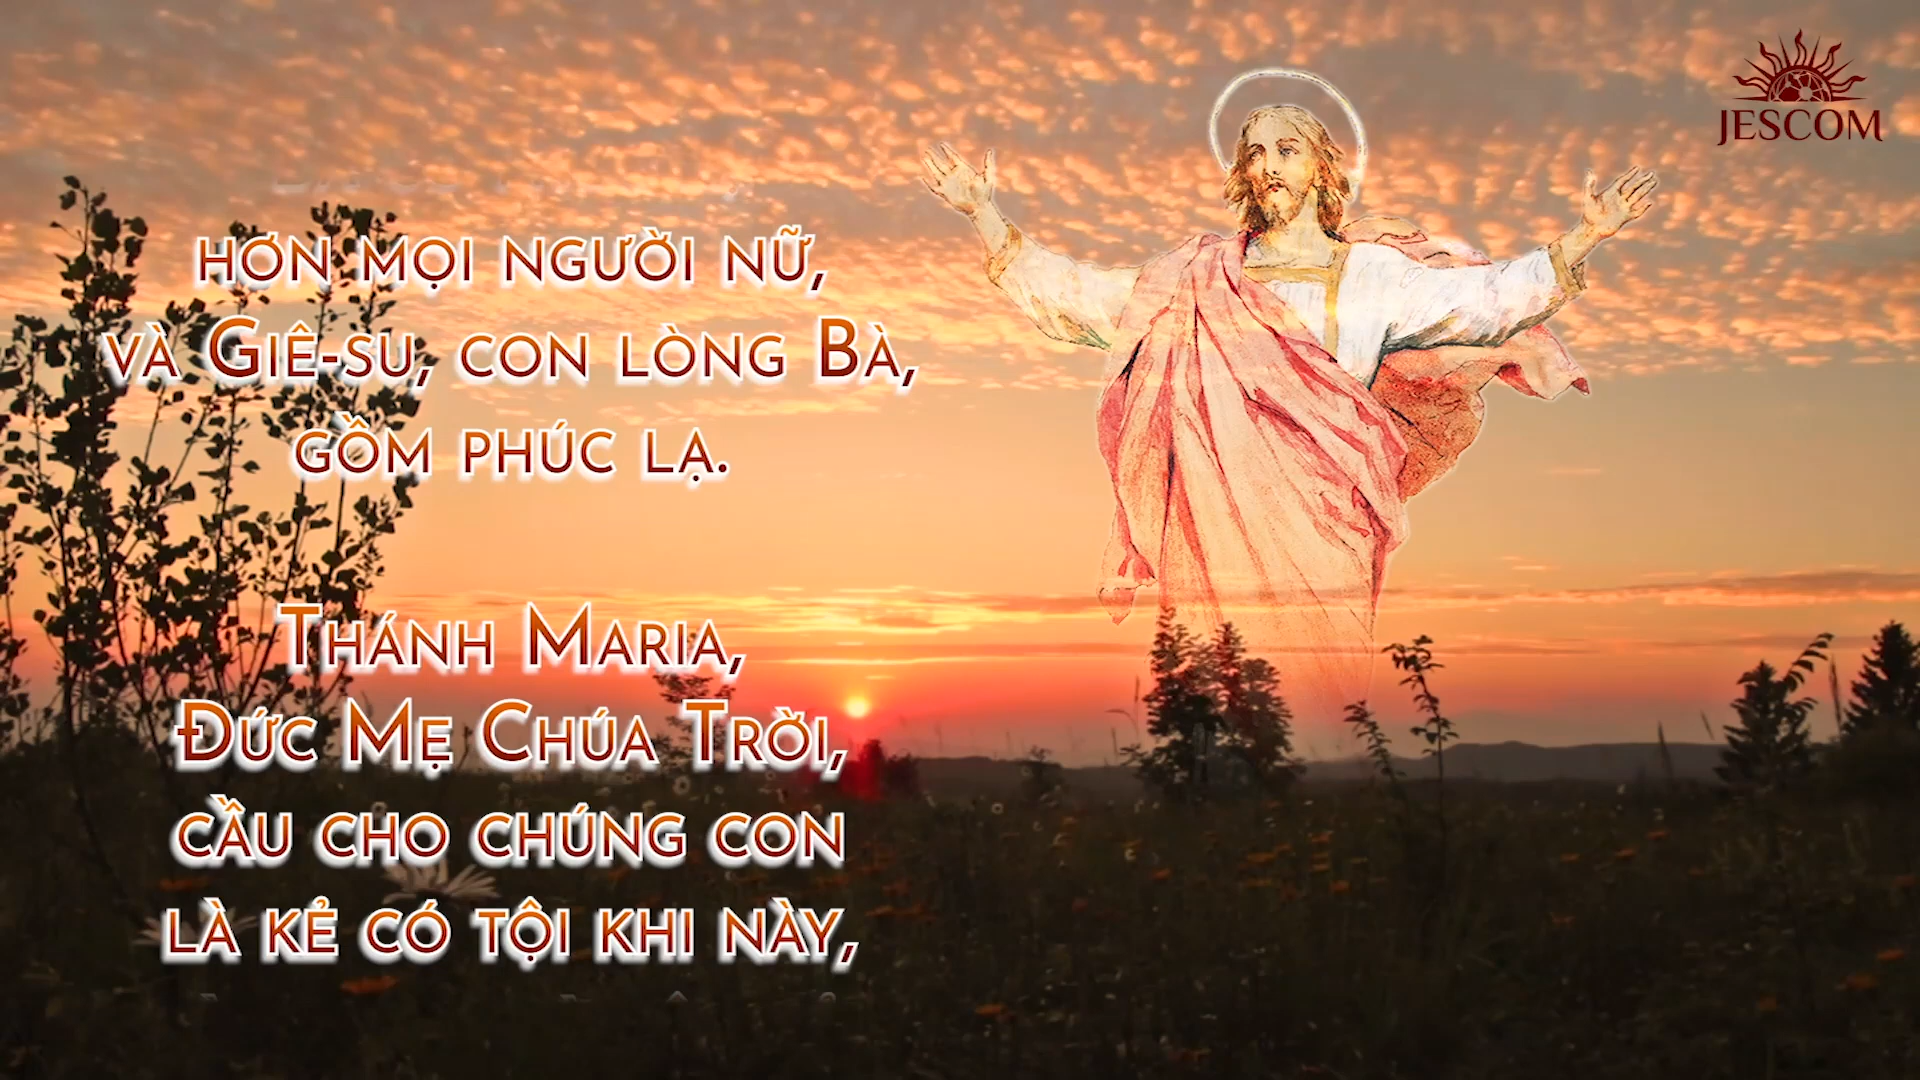 JESCOM
hơn mọi người nữ,
và Giê-su, con lòng Bà,
gồm phúc lạ.
Thánh Maria,
Đức Mẹ Chúa Trời,
cầu cho chúng con
là kẻ có tội khi này,